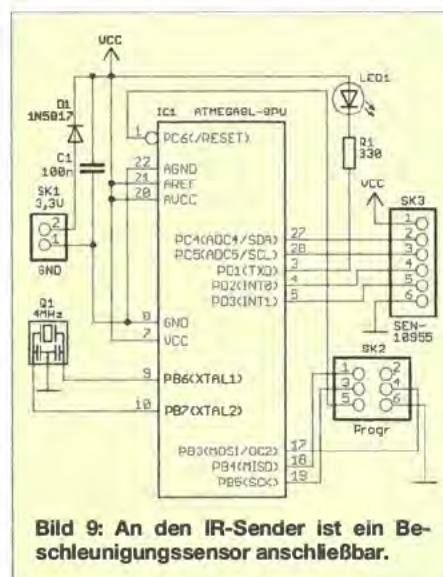 VCC
LED1
D1
1N5817
IC1 ATMEGA8L-8PU
1
PC6(/RESET)
C1
100n
R1
330
22
AGND
21
AREF
20
AVCC
VCC
SK3
SK1
3,3V
2
1
GND
PC4(ADC4/SDA)
27
PC5(ADC5/SCL)
28
PD1(TXD)
3
PD2(INT0)
4
PD3(INT1)
5
1
2
3
4
5
6
SEN-
10955
Q1
4MHz
8
GND
7
VCC
SK2
1
2
3
4
5
6
Progr
9
PB6(XTAL1)
10
PB7(XTAL2)
PB3(MOSI/OC2)
17
PB4(MISO)
18
PB5(SCK)
19
Bild 9: An den IR-Sender ist ein Be-
schleunigungssensor anschließbar.